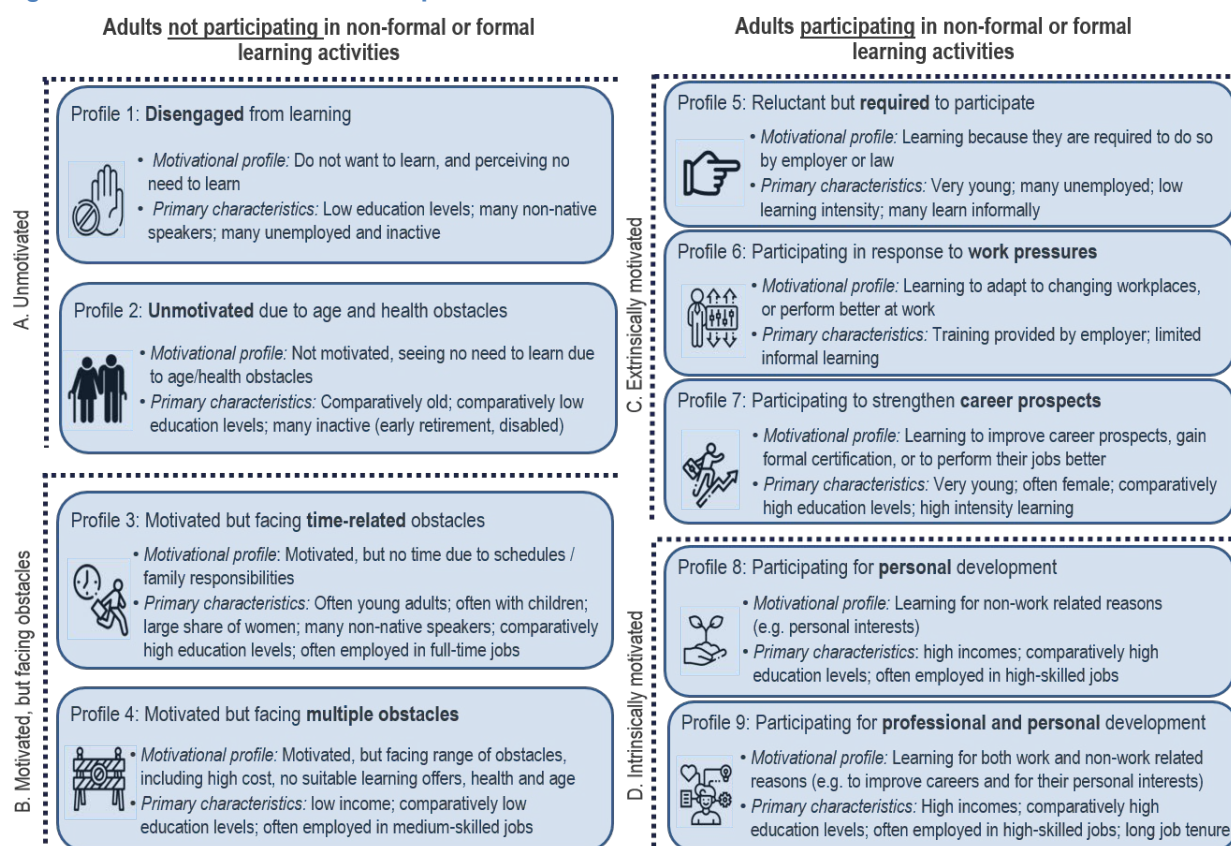 Adults not participating in non-formal or formal
learning activities
A. Unmotivated
Profile 1: Disengaged from learning
• Motivational profile: Do not want to learn, and perceiving no
need to learn
• Primary characteristics: Low education levels; many non-native
speakers; many unemployed and inactive
Profile 2: Unmotivated due to age and health obstacles
• Motivational profile: Not motivated, seeing no need to learn due
to age/health obstacles
• Primary characteristics: Comparatively old; comparatively low
education levels; many inactive (early retirement, disabled)
B. Motivated, but facing obstacles
Profile 3: Motivated but facing time-related obstacles
• Motivational profile: Motivated, but no time due to schedules /
family responsibilities
• Primary characteristics: Often young adults; often with children;
large share of women; many non-native speakers; comparatively
high education levels; often employed in full-time jobs
Profile 4: Motivated but facing multiple obstacles
• Motivational profile: Motivated, but facing range of obstacles,
including high cost, no suitable learning offers, health and age
• Primary characteristics: low income; comparatively low
education levels; often employed in medium-skilled jobs
Adults participating in non-formal or formal
learning activities
C. Extrinsically motivated
Profile 5: Reluctant but required to participate
• Motivational profile: Learning because they are required to do so
by employer or law
• Primary characteristics: Very young; many unemployed; low
learning intensity; many learn informally
Profile 6: Participating in response to work pressures
• Motivational profile: Learning to adapt to changing workplaces,
or perform better at work
• Primary characteristics: Training provided by employer; limited
informal learning
Profile 7: Participating to strengthen career prospects
• Motivational profile: Learning to improve career prospects, gain
formal certification, or to perform their jobs better
• Primary characteristics: Very young; often female; comparatively
high education levels; high intensity learning
D. Intrinsically motivated
Profile 8: Participating for personal development
• Motivational profile: Learning for non-work related reasons
(e.g. personal interests)
• Primary characteristics: high incomes; comparatively high
education levels; often employed in high-skilled jobs
Profile 9: Participating for professional and personal development
• Motivational profile: Learning for both work and non-work related
reasons (e.g. to improve careers and for their personal interests)
• Primary characteristics: High incomes; comparatively high
education levels; often employed in high-skilled jobs; long job tenure